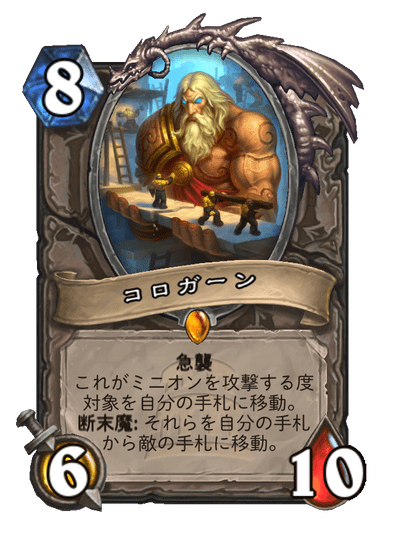 8
コロガーン
急襲
これがミニオンを攻撃する度
対象を自分の手札に移動。
断末魔: それらを自分の手札
から敵の手札に移動。
6
10